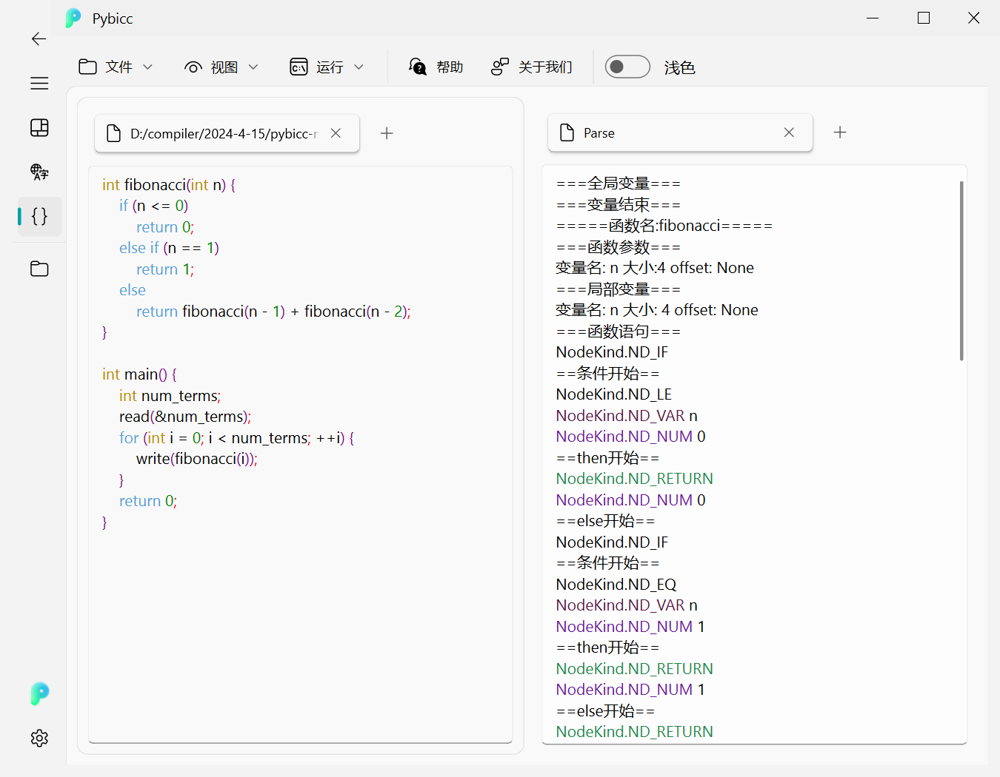 Pybicc
文件 视图 运行 帮助 关于我们 浅色
D:/compiler/2024-4-15/pybicc-
int fibonacci(int n) {
if (n <= 0)
return 0;
else if (n == 1)
return 1;
else
return fibonacci(n - 1) + fibonacci(n - 2);
}
int main() {
int num_terms;
read(&num_terms);
for (int i = 0; i < num_terms; ++i) {
write(fibonacci(i));
}
return 0;
}
Parse
===全局变量===
===变量结束===
=====函数名:fibonacci=====
===函数参数===
变量名: n 大小:4 offset: None
===局部变量===
变量名: n 大小: 4 offset: None
===函数语句===
NodeKind.ND_IF
==条件开始==
NodeKind.ND_LE
NodeKind.ND_VAR n
NodeKind.ND_NUM 0
==then开始==
NodeKind.ND_RETURN
NodeKind.ND_NUM 0
==else开始==
NodeKind.ND_IF
==条件开始==
NodeKind.ND_EQ
NodeKind.ND_VAR n
NodeKind.ND_NUM 1
==then开始==
NodeKind.ND_RETURN
NodeKind.ND_NUM 1
==else开始==
NodeKind.ND_RETURN